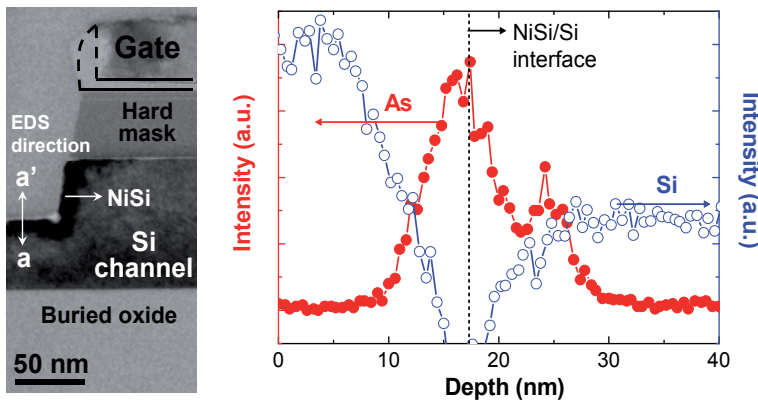 Gate
Hard
mask
EDS
direction
a'
NiSi
a
Si
channel
Buried oxide
50 nm
Intensity (a.u.)
As
NiSi/Si
interface
Si
Intensity (a.u.)
0 10 20 30 40
Depth (nm)